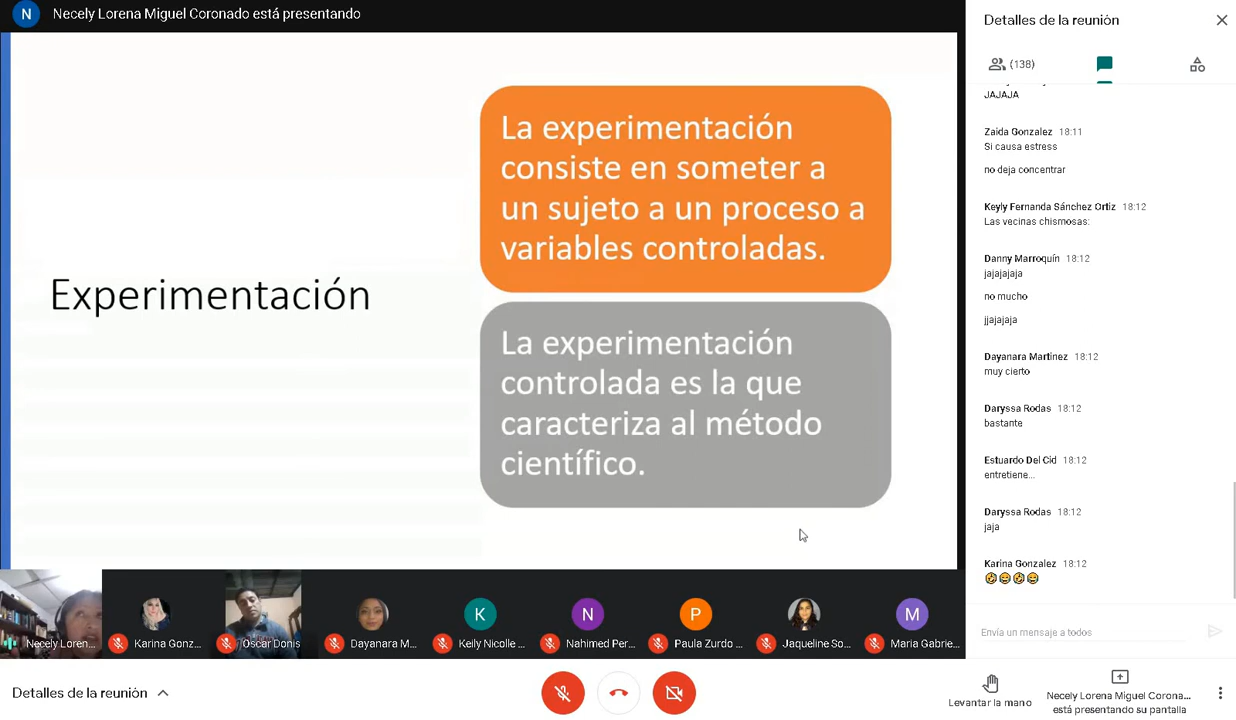 N Necely Lorena Miguel Coronado está presentando
Experimentación
La experimentación
consiste en someter a
un sujeto a un proceso a
variables controladas.
La experimentación
controlada es la que
caracteriza al método
científico.
Necely Loren...
Karina Gonz...
Oscar Donis
Dayanara M...
K
Keily Nicolle ...
N
Nahimed Per...
P
Paula Zurdo ...
Jaqueline So...
M
Maria Gabrie...
Detalles de la reunión
Detalles de la reunión
(138)
JAJAJA
Zaida Gonzalez 18:11
Si causa estress
no deja concentrar
Keyly Fernanda Sánchez Ortiz 18:12
Las vecinas chismosas:
Danny Marroquín 18:12
jajajajaja
no mucho
jjajajaja
Dayanara Martinez 18:12
muy cierto
Daryssa Rodas 18:12
bastante
Estuardo Del Cid 18:12
entretiene...
Daryssa Rodas 18:12
jaja
Karina Gonzalez 18:12
Envía un mensaje a todos
Levantar la mano
Necely Lorena Miguel Corona...
está presentando su pantalla